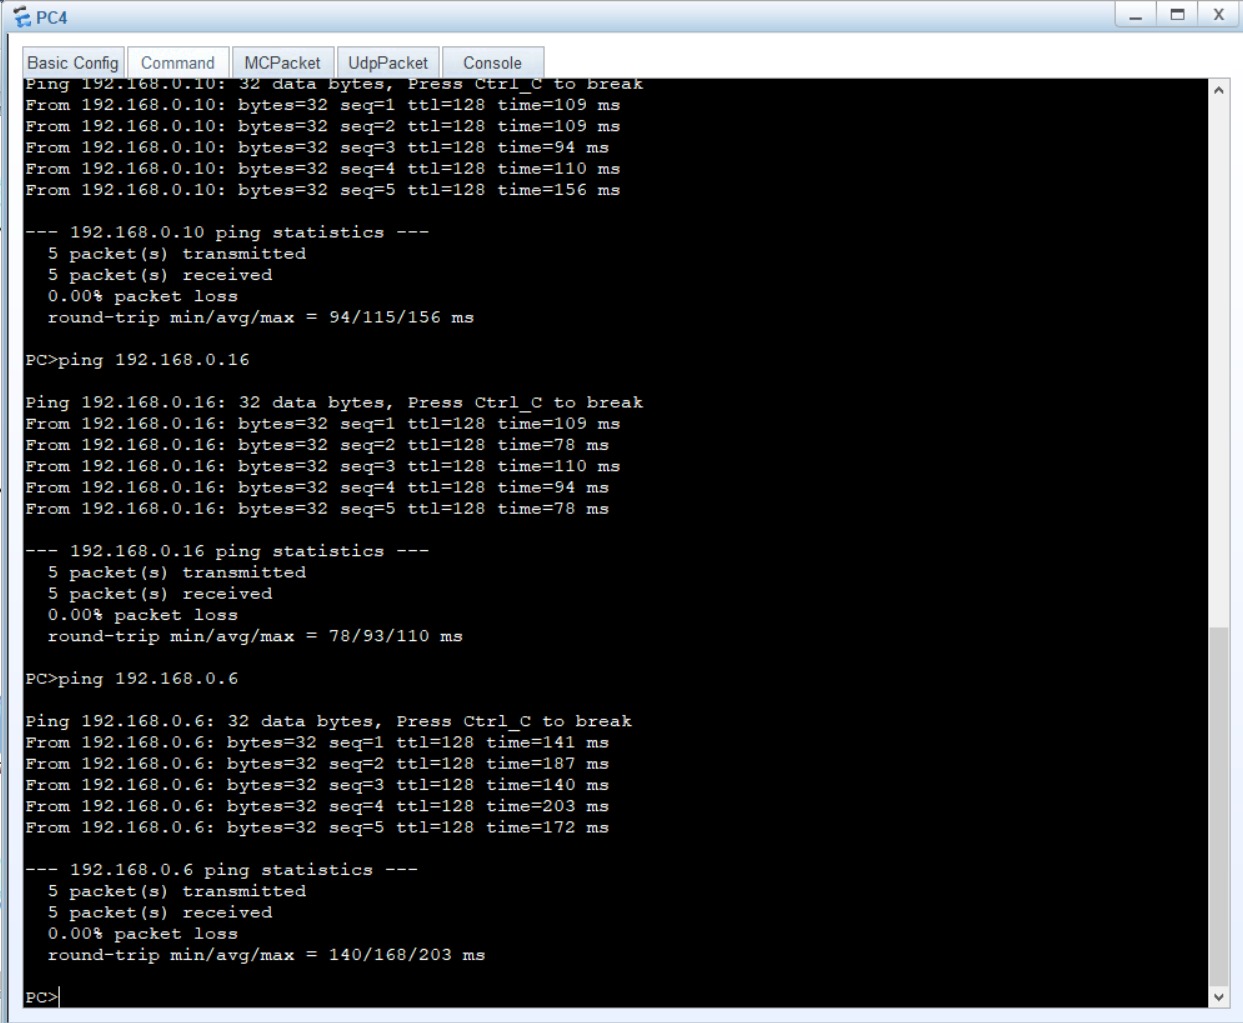 PC4
Basic Config Command MCPacket UdpPacket Console
Ping 192.168.0.10: 32 data bytes, Press Ctrl_C to break
From 192.168.0.10: bytes=32 seq=1 ttl=128 time=109 ms
From 192.168.0.10: bytes=32 seq=2 ttl=128 time=109 ms
From 192.168.0.10: bytes=32 seq=3 ttl=128 time=94 ms
From 192.168.0.10: bytes=32 seq=4 ttl=128 time=110 ms
From 192.168.0.10: bytes=32 seq=5 ttl=128 time=156 ms
--- 192.168.0.10 ping statistics ---
5 packet(s) transmitted
5 packet(s) received
0.00% packet loss
round-trip min/avg/max = 94/115/156 ms
PC>ping 192.168.0.16
Ping 192.168.0.16: 32 data bytes, Press Ctrl_C to break
From 192.168.0.16: bytes=32 seq=1 ttl=128 time=109 ms
From 192.168.0.16: bytes=32 seq=2 ttl=128 time=78 ms
From 192.168.0.16: bytes=32 seq=3 ttl=128 time=110 ms
From 192.168.0.16: bytes=32 seq=4 ttl=128 time=94 ms
From 192.168.0.16: bytes=32 seq=5 ttl=128 time=78 ms
--- 192.168.0.16 ping statistics ---
5 packet(s) transmitted
5 packet(s) received
0.00% packet loss
round-trip min/avg/max = 78/93/110 ms
PC>ping 192.168.0.6
Ping 192.168.0.6: 32 data bytes, Press Ctrl_C to break
From 192.168.0.6: bytes=32 seq=1 ttl=128 time=141 ms
From 192.168.0.6: bytes=32 seq=2 ttl=128 time=187 ms
From 192.168.0.6: bytes=32 seq=3 ttl=128 time=140 ms
From 192.168.0.6: bytes=32 seq=4 ttl=128 time=203 ms
From 192.168.0.6: bytes=32 seq=5 ttl=128 time=172 ms
--- 192.168.0.6 ping statistics ---
5 packet(s) transmitted
5 packet(s) received
0.00% packet loss
round-trip min/avg/max = 140/168/203 ms
PC>